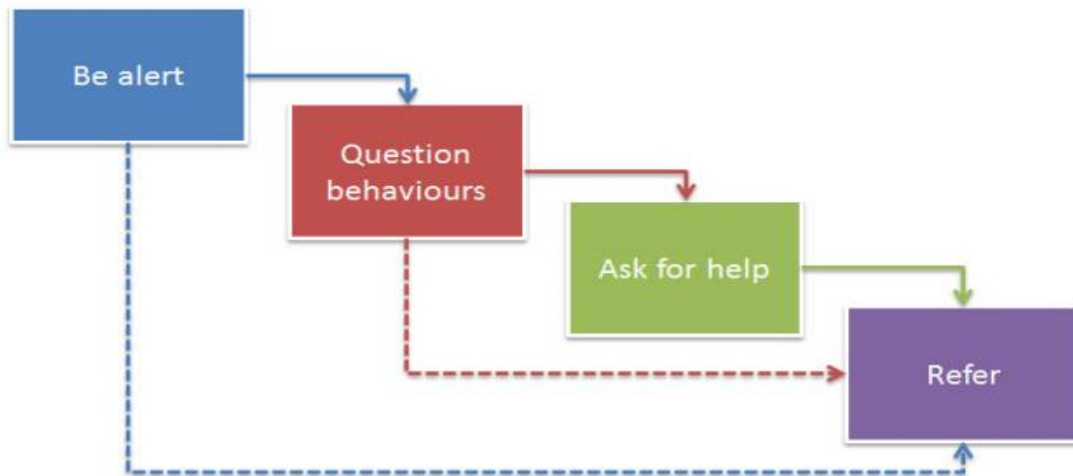 Be alert
Question
behaviours
Ask for help
Refer